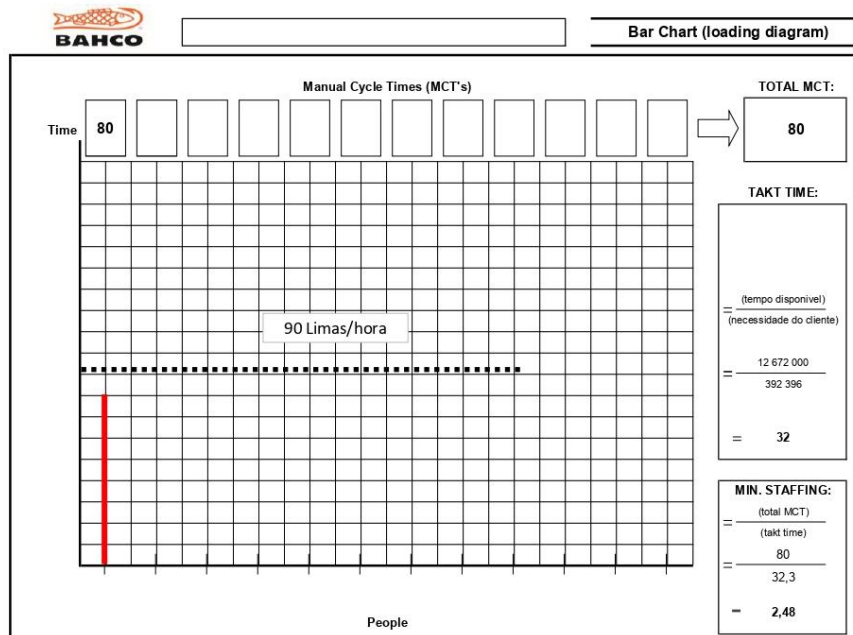 BAHCO
Bar Chart (loading diagram)
Manual Cycle Times (MCT's)
TOTAL MCT:
Time
80
80
TAKT TIME:
= (tempo disponivel)
(necessidade do cliente)
= 12 672 000
392 396
= 32
90 Limas/hora
MIN. STAFFING:
= (total MCT)
(takt time)
= 80
32,3
= 2,48
People